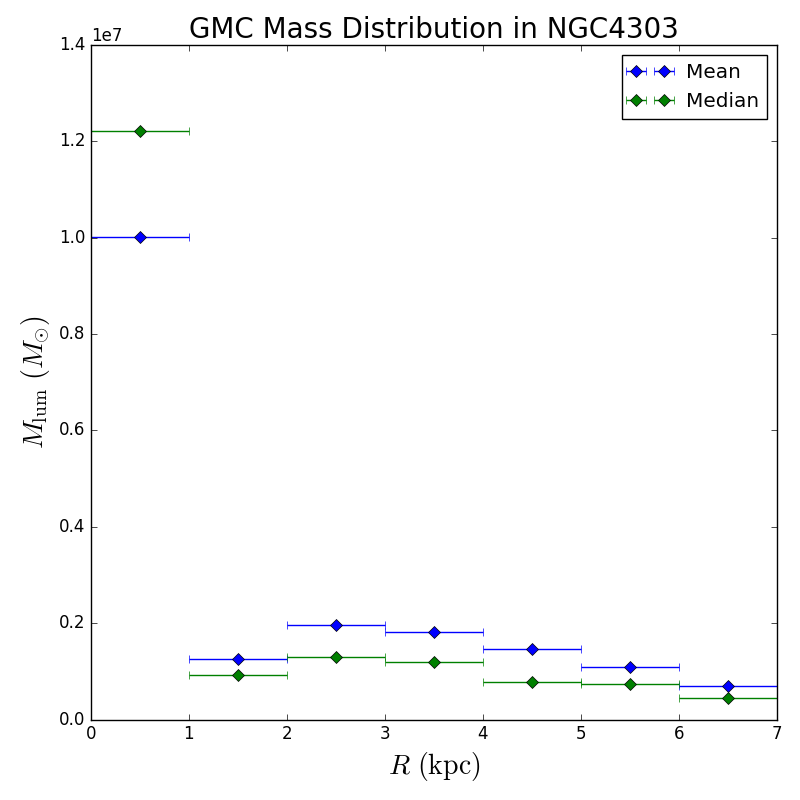 GMC Mass Distribution in NGC4303
1e7
Mean
Median
1.4
1.2
1.0
0.8
0.6
0.4
0.2
0.0
M_lum (M_⊙)
0 1 2 3 4 5 6 7
R (kpc)